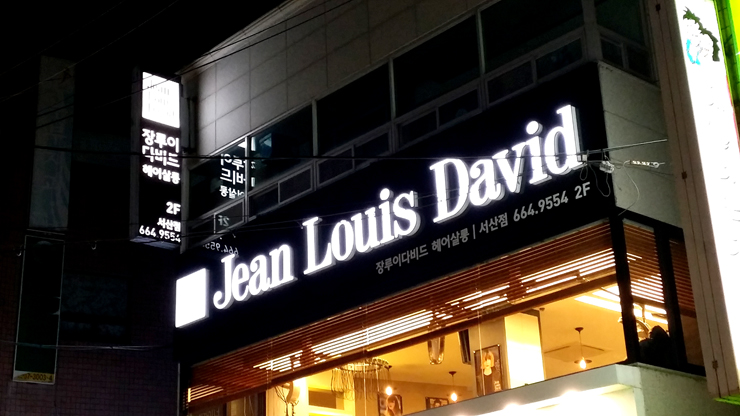 장루이
다비드
헤어살롱
2F
서산점
664.9554
Jean Louis David
장루이다비드 헤어살롱 | 서산점 664.9554 2F